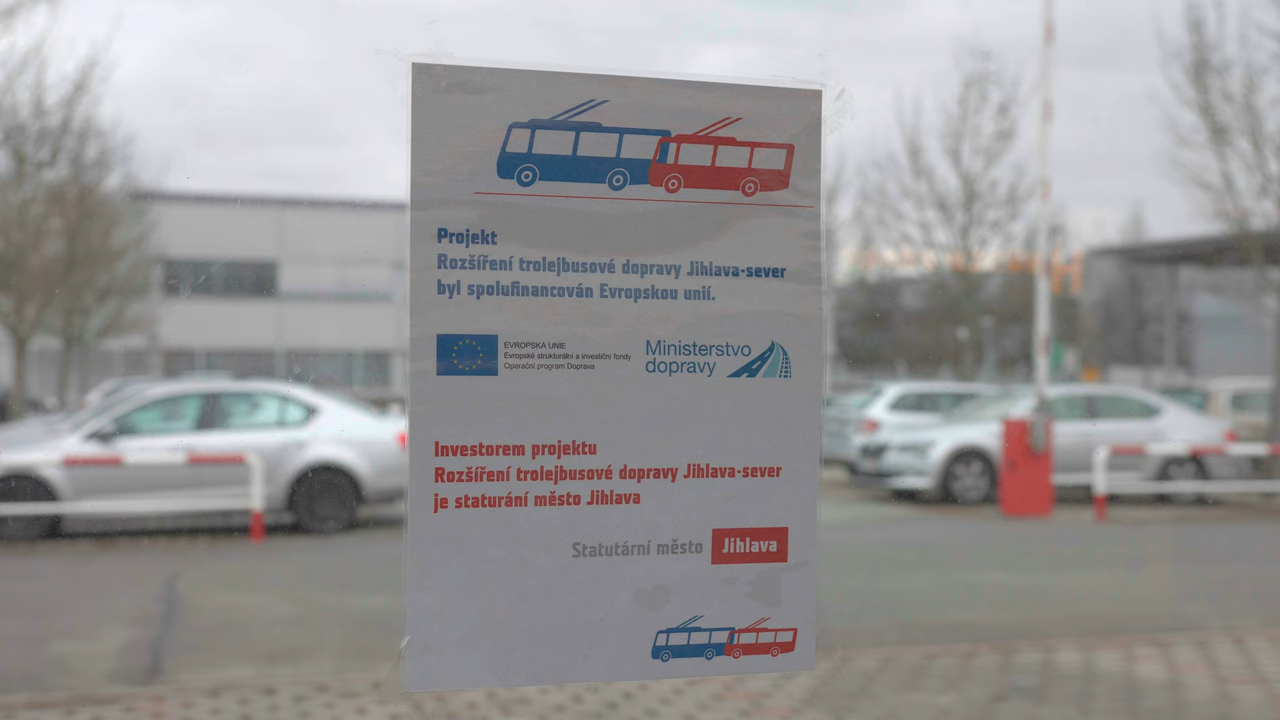 Projekt
Rozšíření trolejbusové dopravy Jihlava-sever
byl spolufinancován Evropskou unií.
EVROPSKÁ UNIE
Evropské strukturální a investiční fondy
Operační program Doprava
Ministerstvo
dopravy
Investorem projektu
Rozšíření trolejbusové dopravy Jihlava-sever
je staturání město Jihlava
Statutární město Jihlava